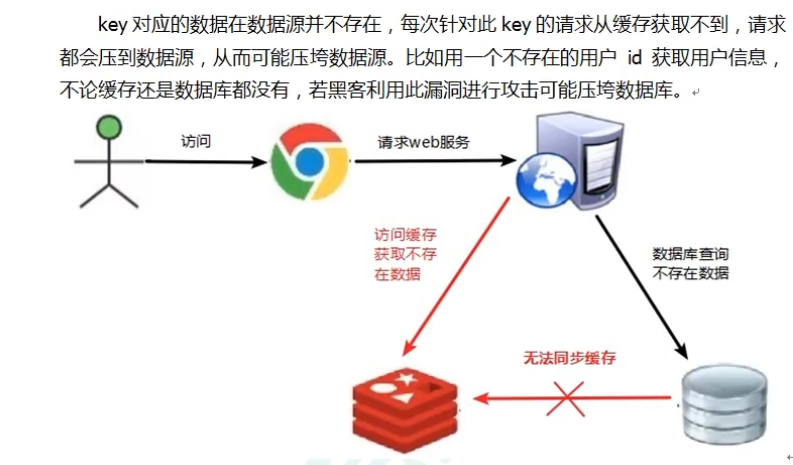 key 对应的数据在数据源并不存在，每次针对此 key 的请求从缓存获取不到，请求
都会压到数据源，从而可能压垮数据源。比如用一个不存在的用户 id 获取用户信息，
不论缓存还是数据库都没有，若黑客利用此漏洞进行攻击可能压垮数据库。
访问
请求web服务
访问缓存
获取不存
在数据
数据库查询
不存在数据
无法同步缓存